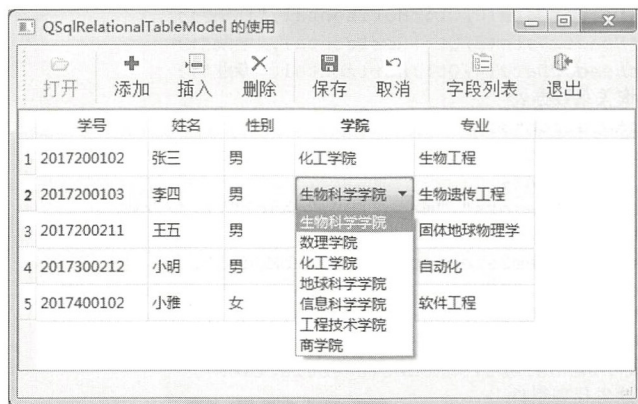 QSqlRelationalTableModel 的使用
打开 添加 插入 删除 保存 取消 字段列表 退出
学号 姓名 性别 学院 专业
1 2017200102 张三 男 化工学院 生物工程
2 2017200103 李四 男 生物科学学院 生物遗传工程
生物科学学院
3 2017200211 王五 男 数理学院 固体地球物理学
4 2017300212 小明 男 化工学院 自动化
地球科学学院
5 2017400102 小雅 女 信息科学学院 软件工程
工程技术学院
商学院